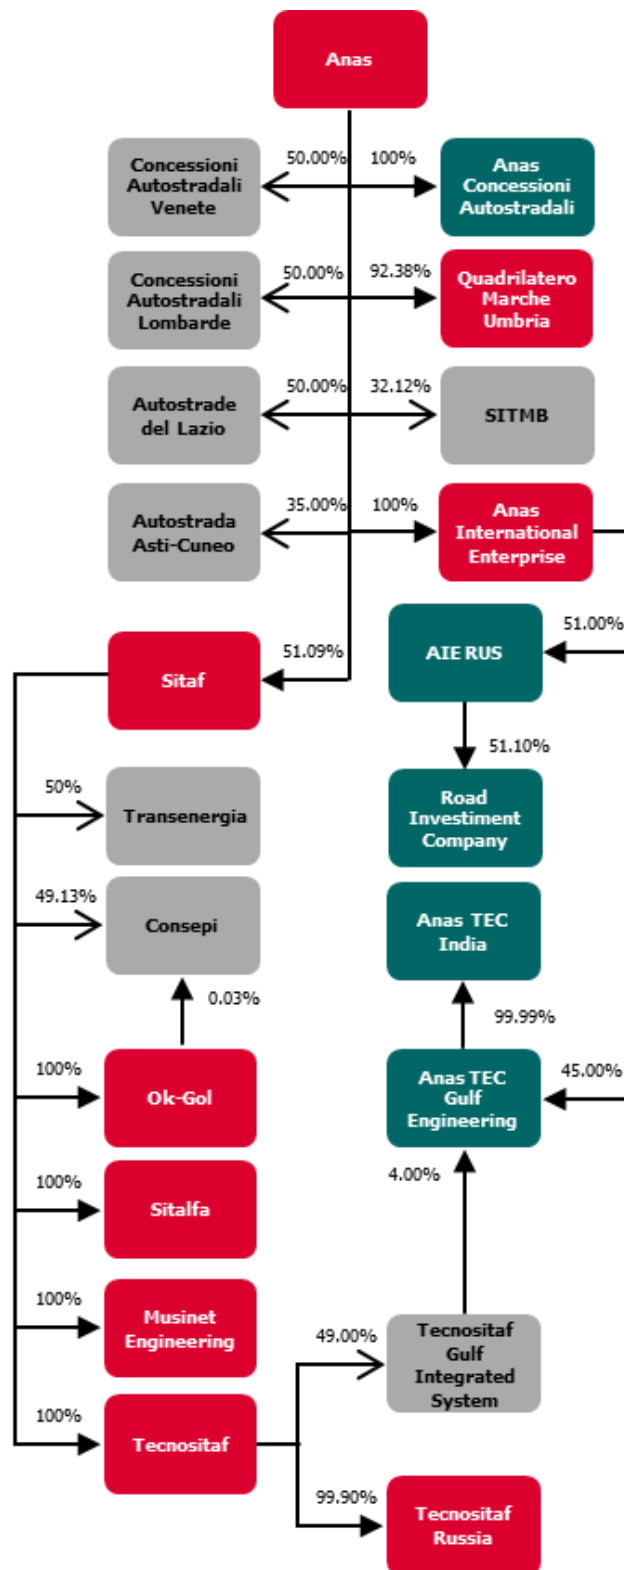 Anas
50.00%
100%
Concessioni
Autostradali
Venete
Anas
Concessioni
Autostradali
50.00%
92.38%
Concessioni
Autostradali
Lombarde
Quadrilatero
Marche
Umbria
50.00%
32.12%
Autostrade
del Lazio
SITMB
35.00%
100%
Autostrada
Asti-Cuneo
Anas
International
Enterprise
51.09%
Sitaf
51.00%
AIE RUS
51.10%
50%
Transenergia
Road
Investiment
Company
49.13%
Consepi
Anas TEC
India
0.03%
99.99%
100%
Ok-Gol
Anas TEC
Gulf
Engineering
45.00%
4.00%
100%
Sitalfa
100%
Musinet
Engineering
49.00%
Tecnositaf
Gulf
Integrated
System
100%
Tecnositaf
99.90%
Tecnositaf
Russia